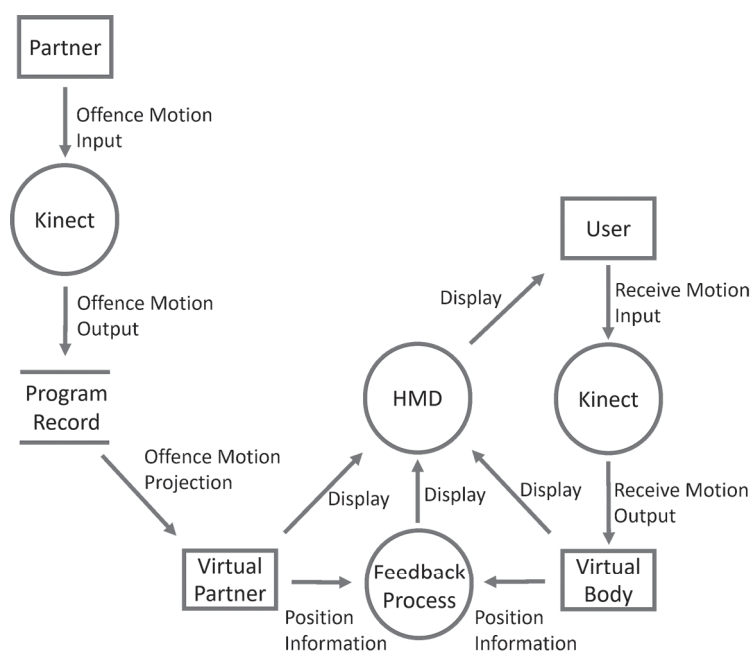 Partner
Offence Motion
Input
Kinect
Offence Motion
Output
Program
Record
Offence Motion
Projection
Virtual
Partner
Position
Information
Feedback
Process
Position
Information
Display
Display
Display
HMD
Display
User
Receive Motion
Input
Kinect
Receive Motion
Output
Virtual
Body